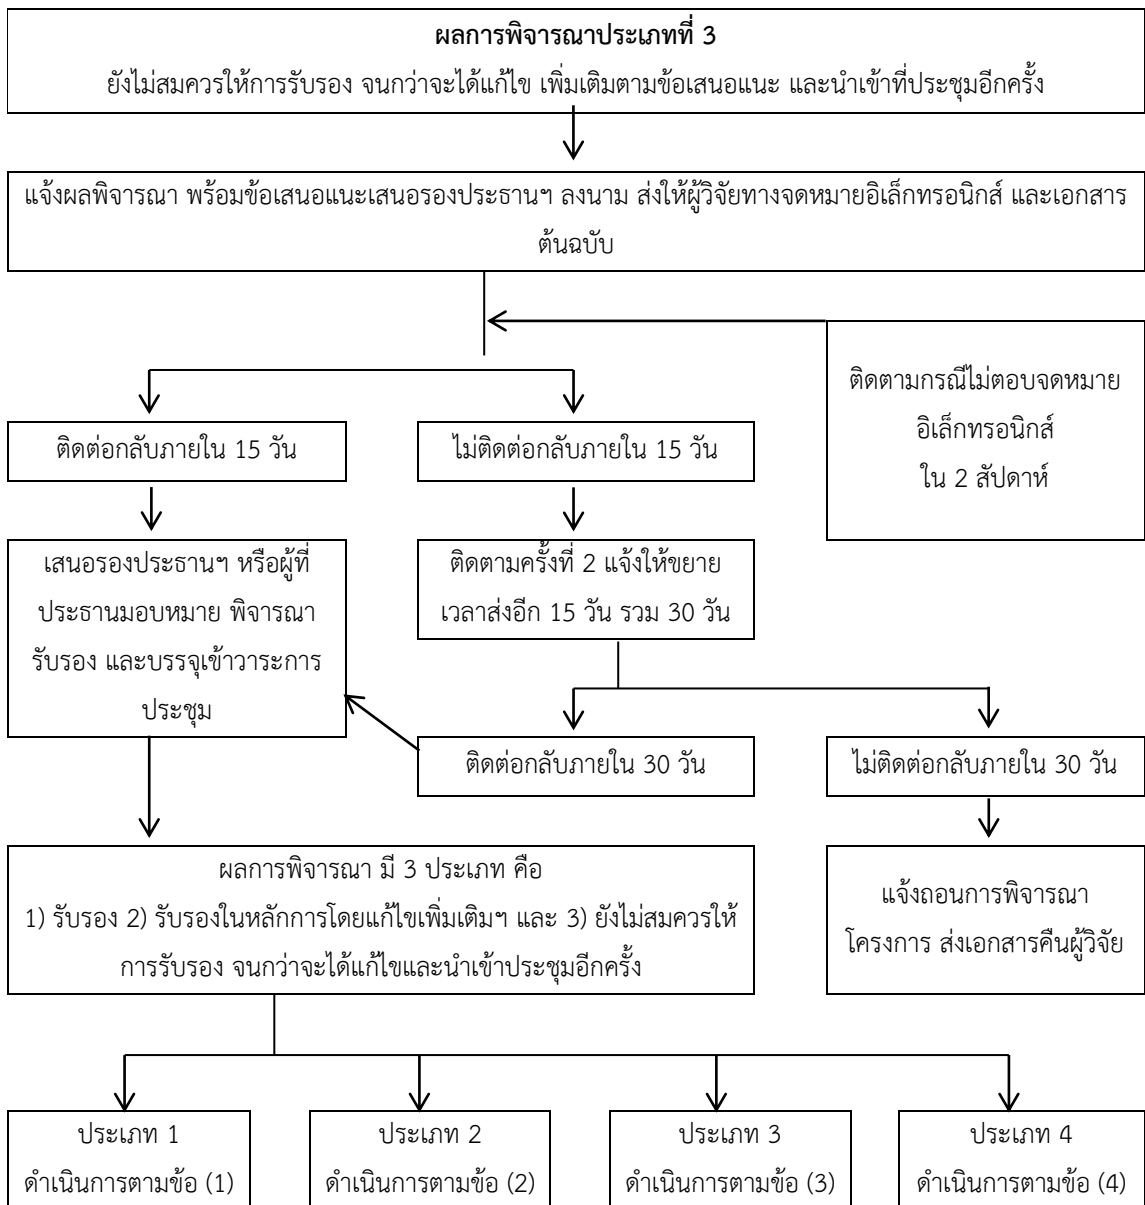 ผลการพิจารณาประเภทที่ 3
ยังไม่สมควรให้การรับรอง จนกว่าจะได้แก้ไข เพิ่มเติมตามข้อเสนอแนะ และนำเข้าที่ประชุมอีกครั้ง
แจ้งผลพิจารณา พร้อมข้อเสนอแนะเสนอรองประธานฯ ลงนาม ส่งให้ผู้วิจัยทางจดหมายอิเล็กทรอนิกส์ และเอกสาร
ต้นฉบับ
ติดตามกรณีไม่ตอบจดหมาย
อิเล็กทรอนิกส์
ใน 2 สัปดาห์
ติดต่อกลับภายใน 15 วัน
ไม่ติดต่อกลับภายใน 15 วัน
เสนอรองประธานฯ หรือผู้ที่
ประธานมอบหมาย พิจารณา
รับรอง และบรรจุเข้าวาระการ
ประชุม
ติดตามครั้งที่ 2 แจ้งให้ขยาย
เวลาส่งอีก 15 วัน รวม 30 วัน
ติดต่อกลับภายใน 30 วัน
ไม่ติดต่อกลับภายใน 30 วัน
ผลการพิจารณา มี 3 ประเภท คือ
1) รับรอง 2) รับรองในหลักการโดยแก้ไขเพิ่มเติมฯ และ 3) ยังไม่สมควรให้
การรับรอง จนกว่าจะได้แก้ไขและนำเข้าประชุมอีกครั้ง
แจ้งถอนการพิจารณา
โครงการ ส่งเอกสารคืนผู้วิจัย
ประเภท 1
ดำเนินการตามข้อ (1)
ประเภท 2
ดำเนินการตามข้อ (2)
ประเภท 3
ดำเนินการตามข้อ (3)
ประเภท 4
ดำเนินการตามข้อ (4)